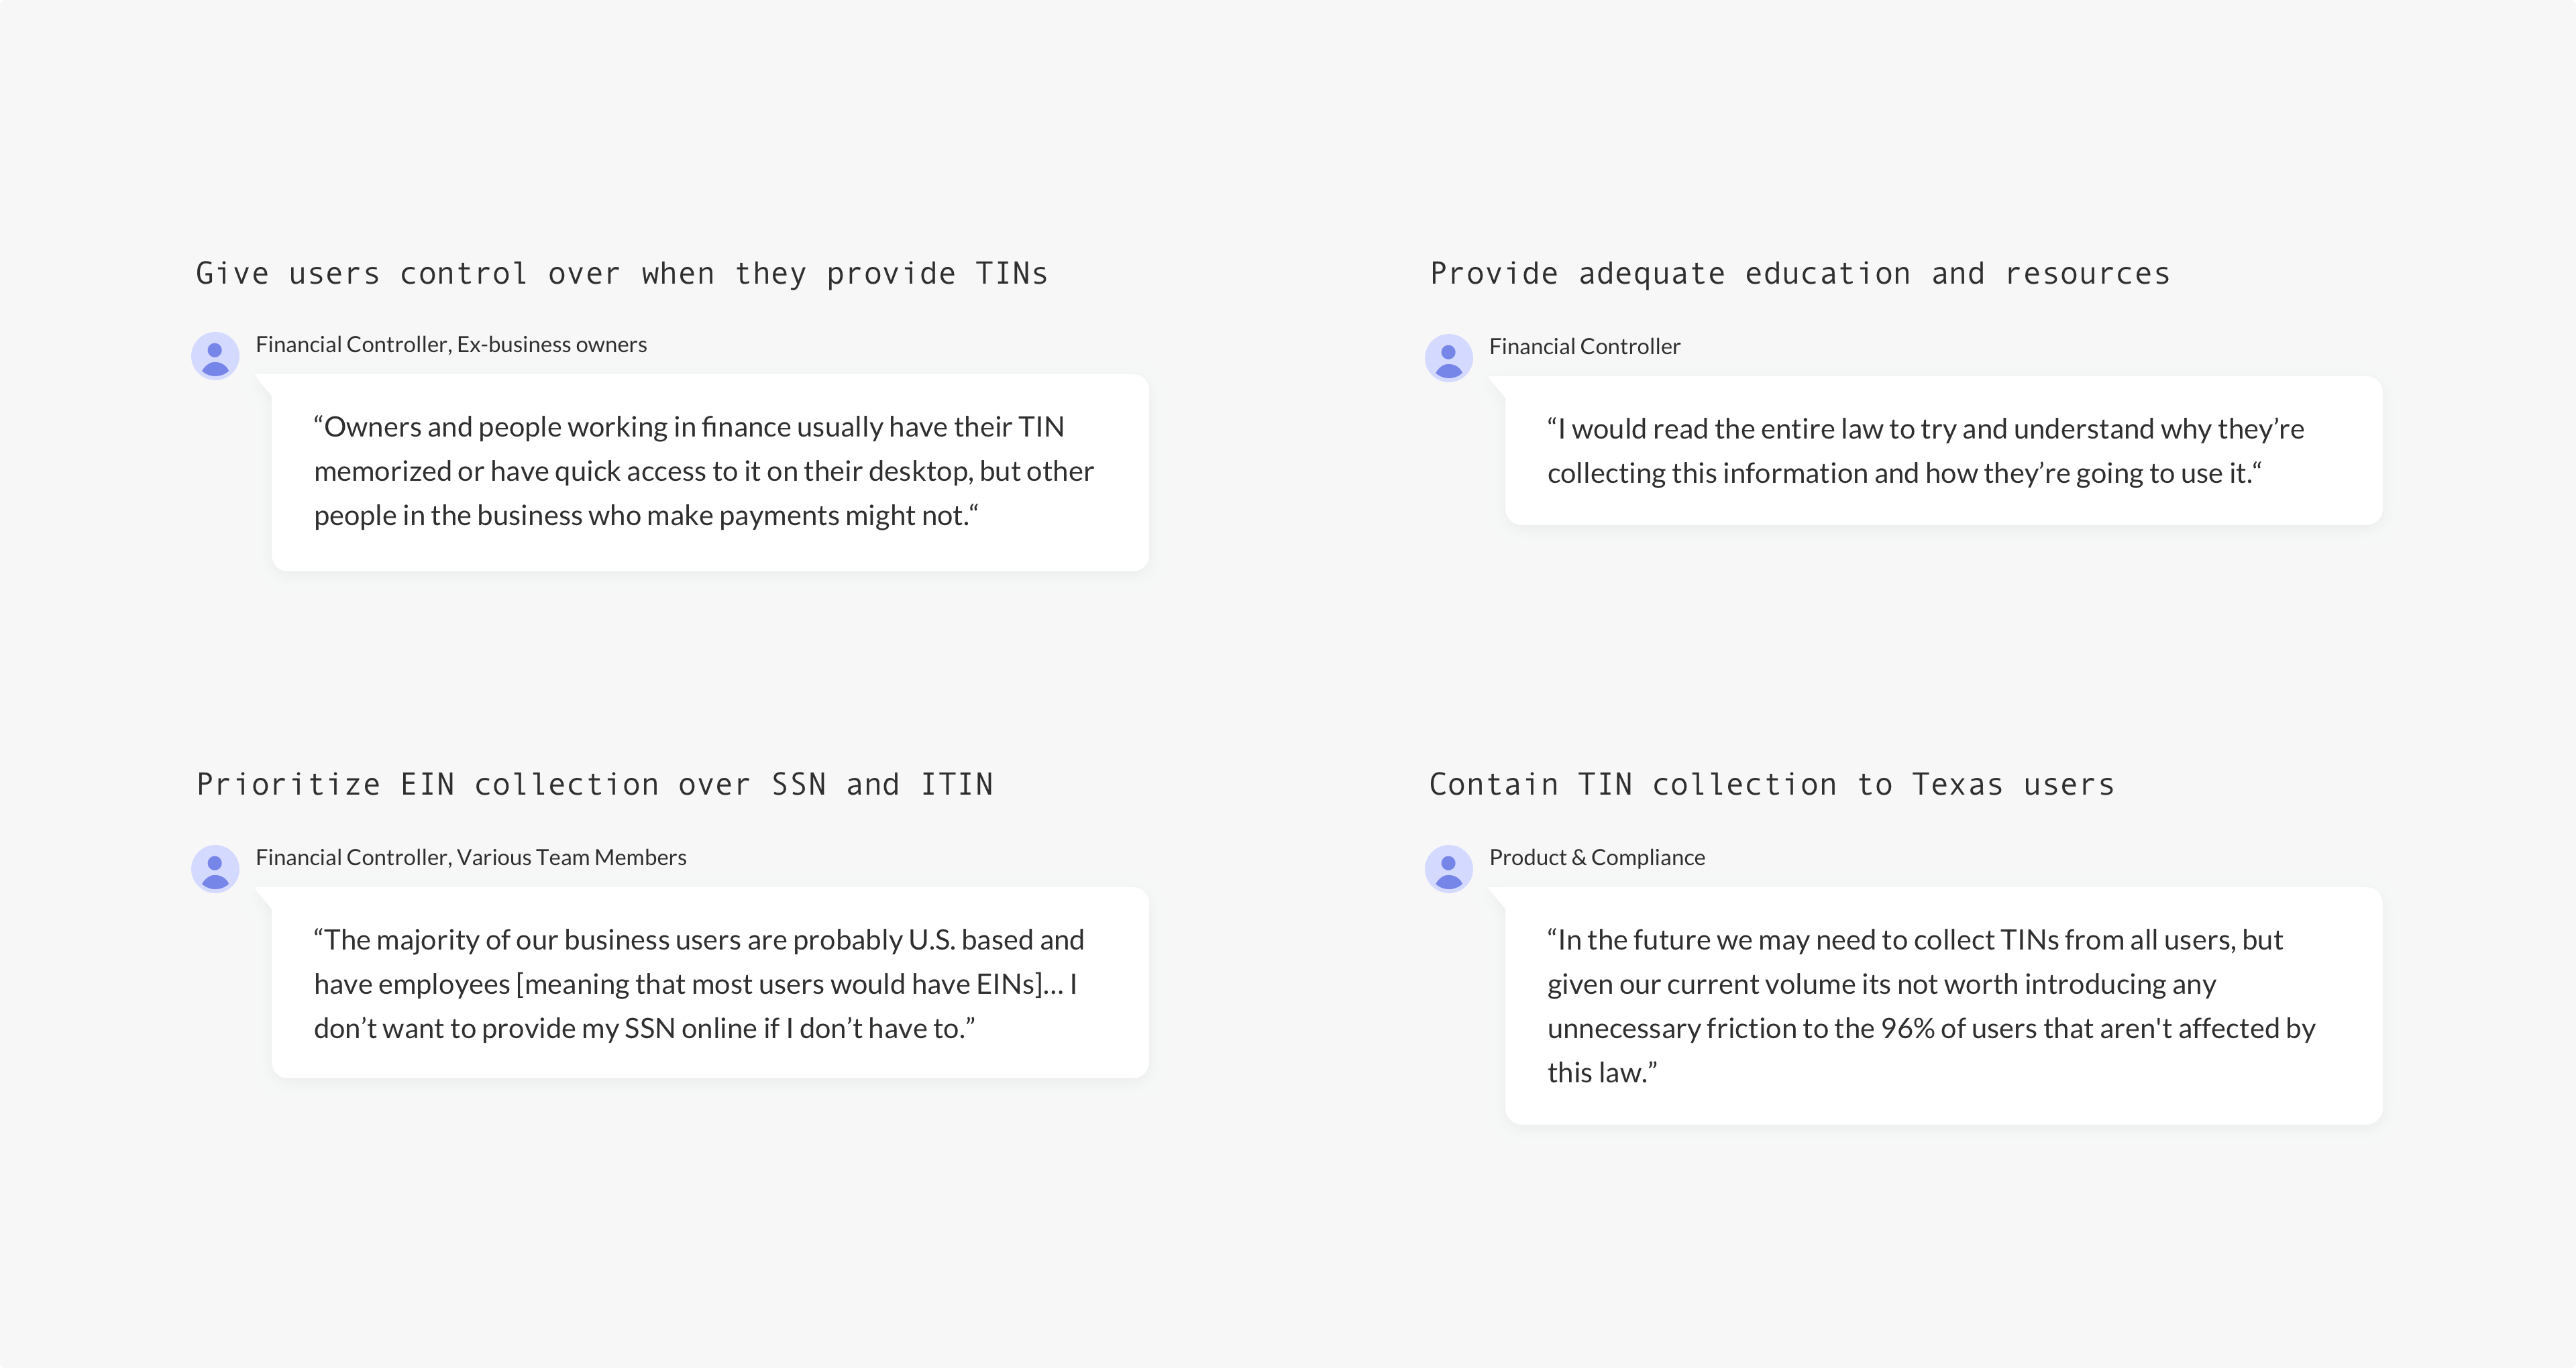 Give users control over when they provide TINs
Financial Controller, Ex-business owners
“Owners and people working in finance usually have their TIN
memorized or have quick access to it on their desktop, but other
people in the business who make payments might not.“
Provide adequate education and resources
Financial Controller
“I would read the entire law to try and understand why they’re
collecting this information and how they’re going to use it.“
Prioritize EIN collection over SSN and ITIN
Financial Controller, Various Team Members
“The majority of our business users are probably U.S. based and
have employees [meaning that most users would have EINs]... I
don’t want to provide my SSN online if I don’t have to.”
Contain TIN collection to Texas users
Product & Compliance
“In the future we may need to collect TINs from all users, but
given our current volume its not worth introducing any
unnecessary friction to the 96% of users that aren't affected by
this law.”